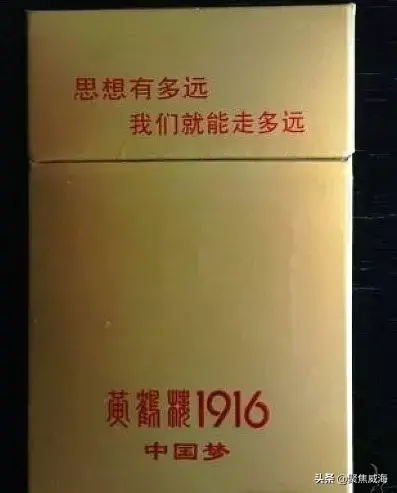 思想有多远
我们就能走多远
黄鹤楼1916
中国梦
头条 @聚焦威海